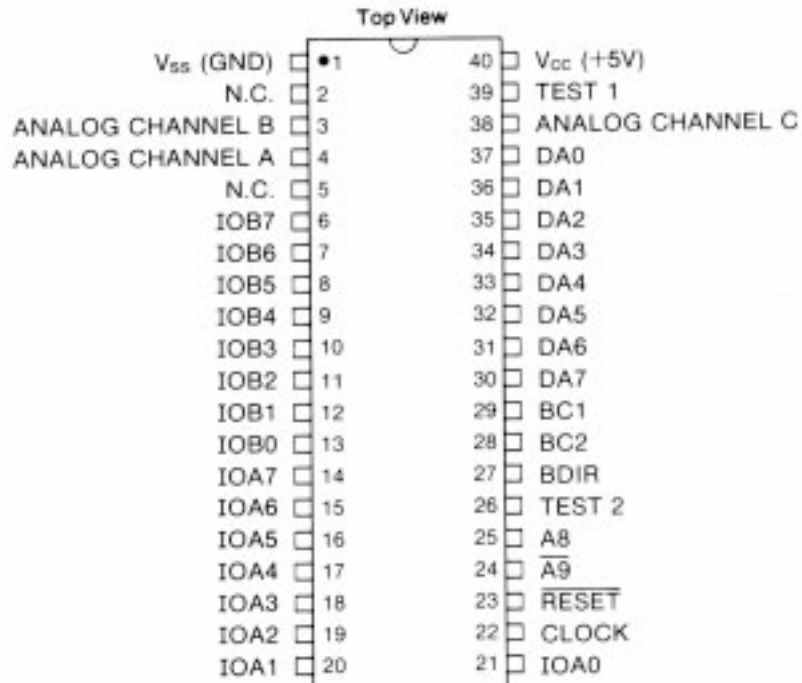 Top View
Vss (GND) 1 40 Vcc (+5V)
N.C. 2 39 TEST 1
ANALOG CHANNEL B 3 38 ANALOG CHANNEL C
ANALOG CHANNEL A 4 37 DA0
N.C. 5 36 DA1
IOB7 6 35 DA2
IOB6 7 34 DA3
IOB5 8 33 DA4
IOB4 9 32 DA5
IOB3 10 31 DA6
IOB2 11 30 DA7
IOB1 12 29 BC1
IOB0 13 28 BC2
IOA7 14 27 BDIR
IOA6 15 26 TEST 2
IOA5 16 25 A8
IOA4 17 24 A̅9̅
IOA3 18 23 R̅E̅S̅E̅T̅
IOA2 19 22 CLOCK
IOA1 20 21 IOA0